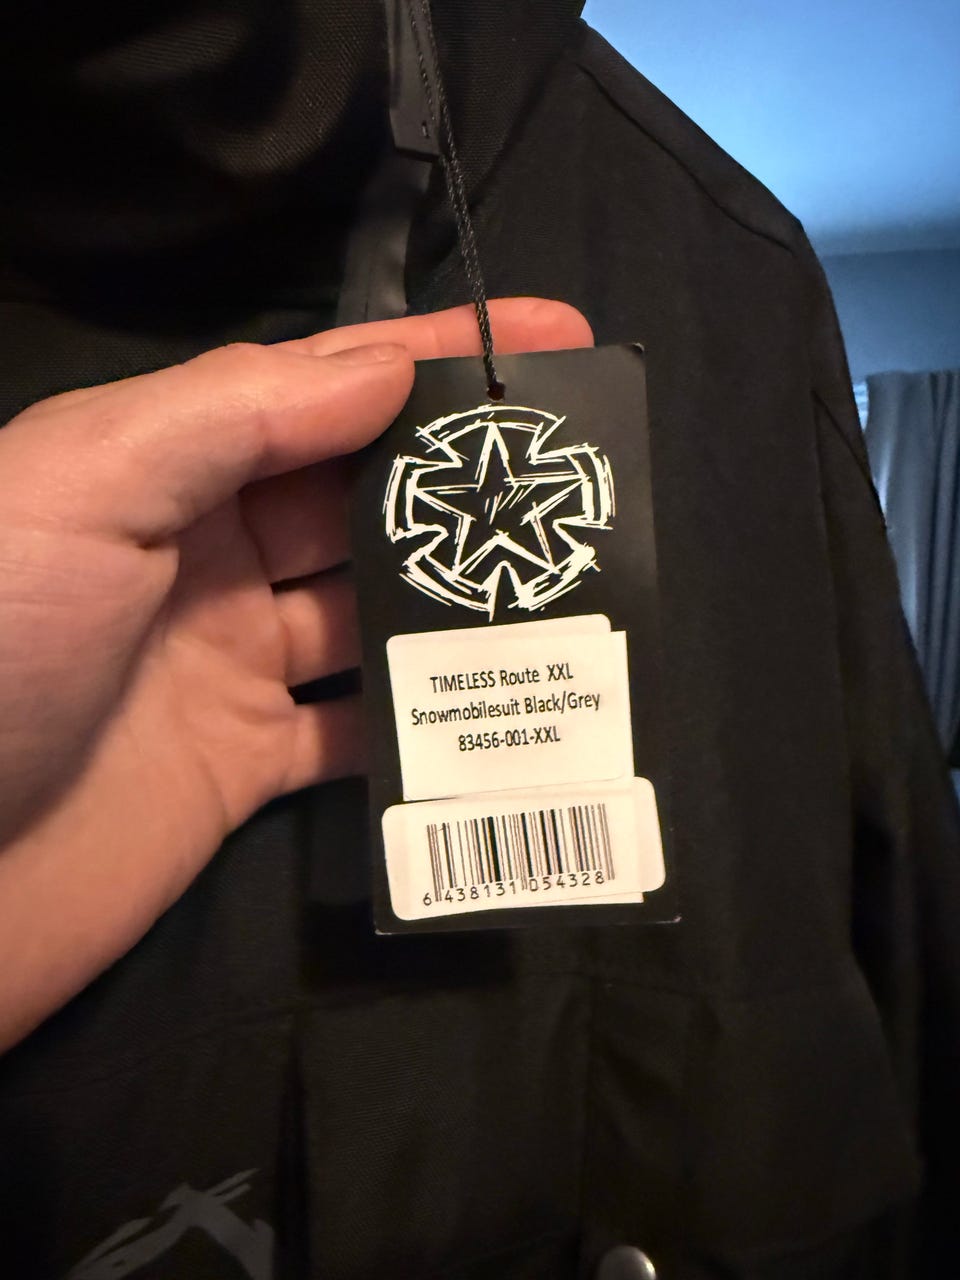 TIMELESS Route XXL
Snowmobilesuit Black/Grey
83456-001-XXL
6 438131 054328